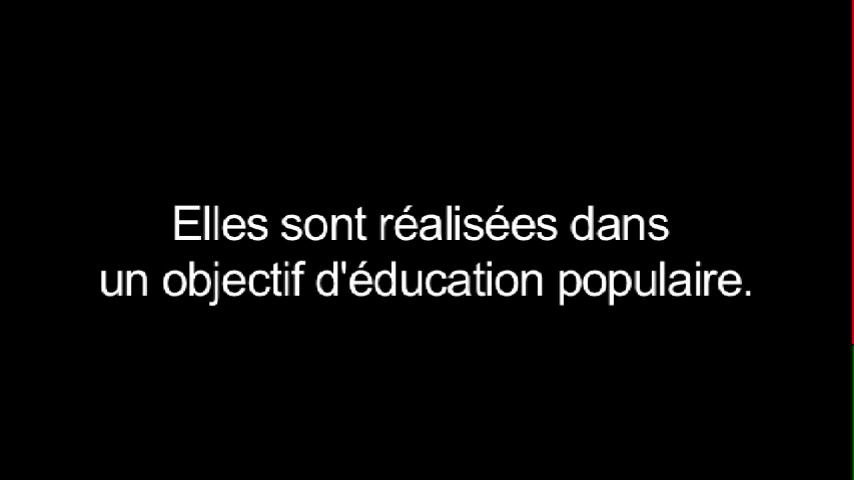 Elles sont réalisées dans
un objectif d'éducation populaire.